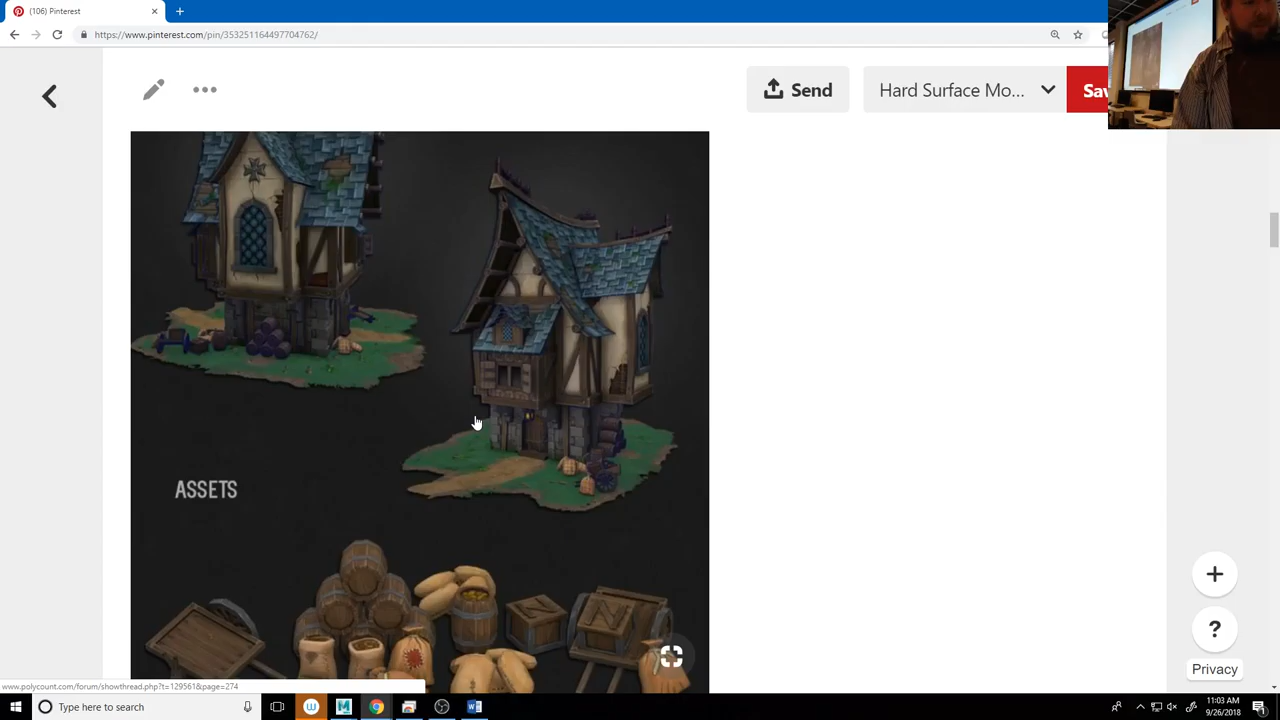 (106) Pinterest
https://www.pinterest.com/pin/353251164497704762/
Send
Hard Surface Mo...
ASSETS
N
N
?
Privacy
www.polycount.com/forum/showthread.php?t=129561&page=274
Type here to search
11:03 AM
9/26/2018